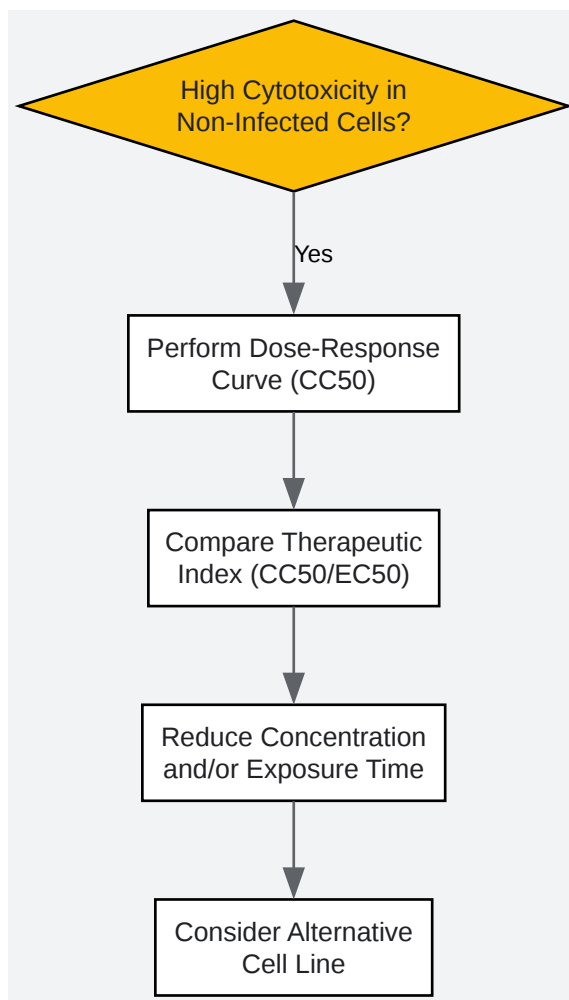 High Cytotoxicity in
Non-Infected Cells?
Yes
Perform Dose-Response
Curve (CC50)
Compare Therapeutic
Index (CC50/EC50)
Reduce Concentration
and/or Exposure Time
Consider Alternative
Cell Line